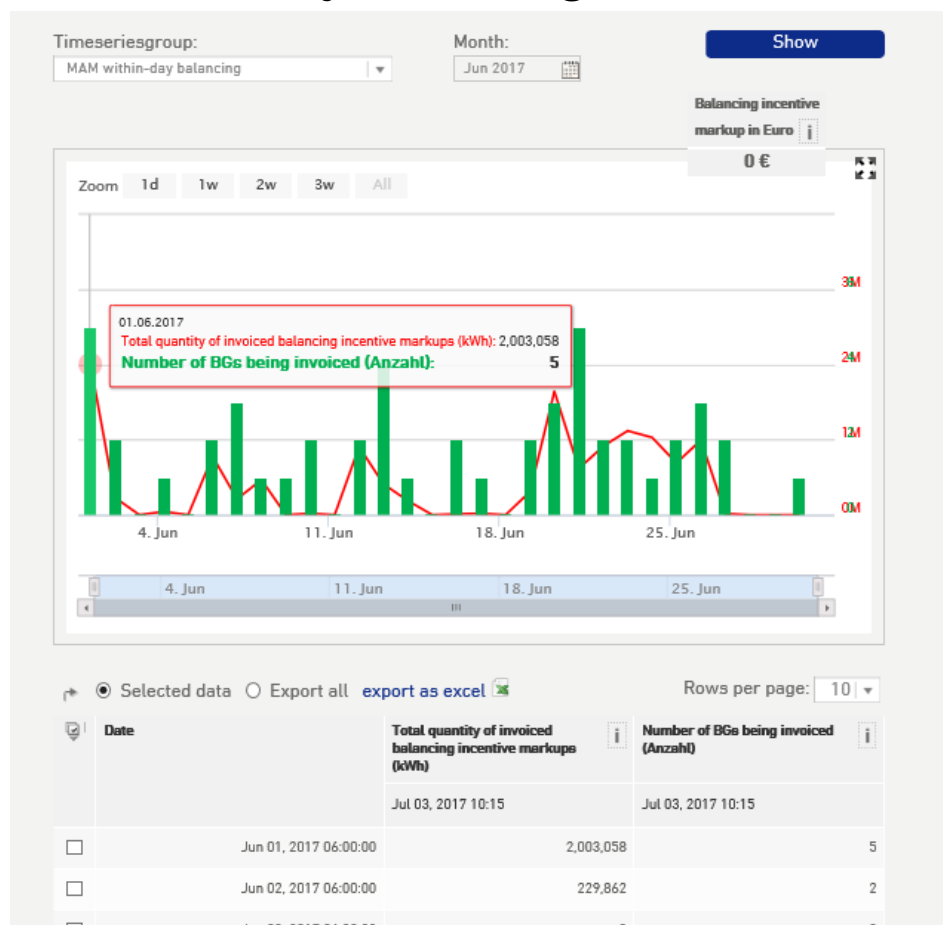 Timeseriesgroup:
Month:
Show
MAM within-day balancing
Jun 2017
Balancing incentive
markup in Euro i
0 €
Zoom 1d 1w 2w 3w All
01.06.2017
Total quantity of invoiced balancing incentive markups (kWh): 2,003,058
Number of BGs being invoiced (Anzahl): 5
4. Jun 11. Jun 18. Jun 25. Jun
4. Jun 11. Jun 18. Jun 25. Jun
Selected data Export all export as excel
Rows per page: 10
Date
Total quantity of invoiced
balancing incentive markups
(kWh)
i
Number of BGs being invoiced
(Anzahl)
i
Jul 03, 2017 10:15 Jul 03, 2017 10:15
Jun 01, 2017 06:00:00 2,003,058 5
Jun 02, 2017 06:00:00 229,862 2